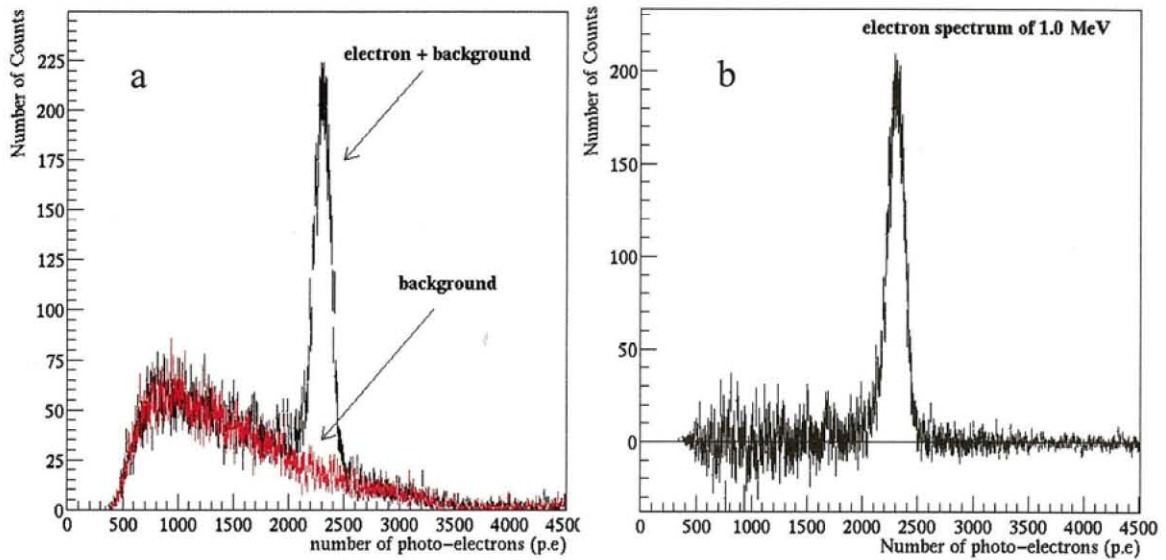 Number of Counts
225
200
175
150
125
100
75
50
25
0
a
electron + background
background
0 500 1000 1500 2000 2500 3000 3500 4000 4500
number of photo-electrons (p.e)
Number of Counts
200
150
100
50
0
electron spectrum of 1.0 MeV
b
0 500 1000 1500 2000 2500 3000 3500 4000 4500
Number of photo-electrons (p.e)